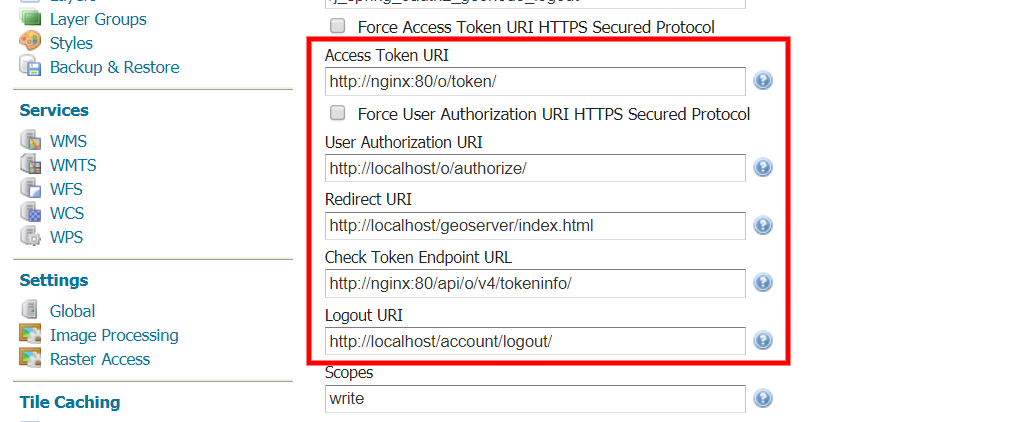 Layer Groups
Styles
Backup & Restore
Services
WMS
WMTS
WFS
WCS
WPS
Settings
Global
Image Processing
Raster Access
Tile Caching
Force Access Token URI HTTPS Secured Protocol
Access Token URI
http://nginx:80/o/token/
Force User Authorization URI HTTPS Secured Protocol
User Authorization URI
http://localhost/o/authorize/
Redirect URI
http://localhost/geoserver/index.html
Check Token Endpoint URL
http://nginx:80/api/o/v4/tokeninfo/
Logout URI
http://localhost/account/logout/
Scopes
write